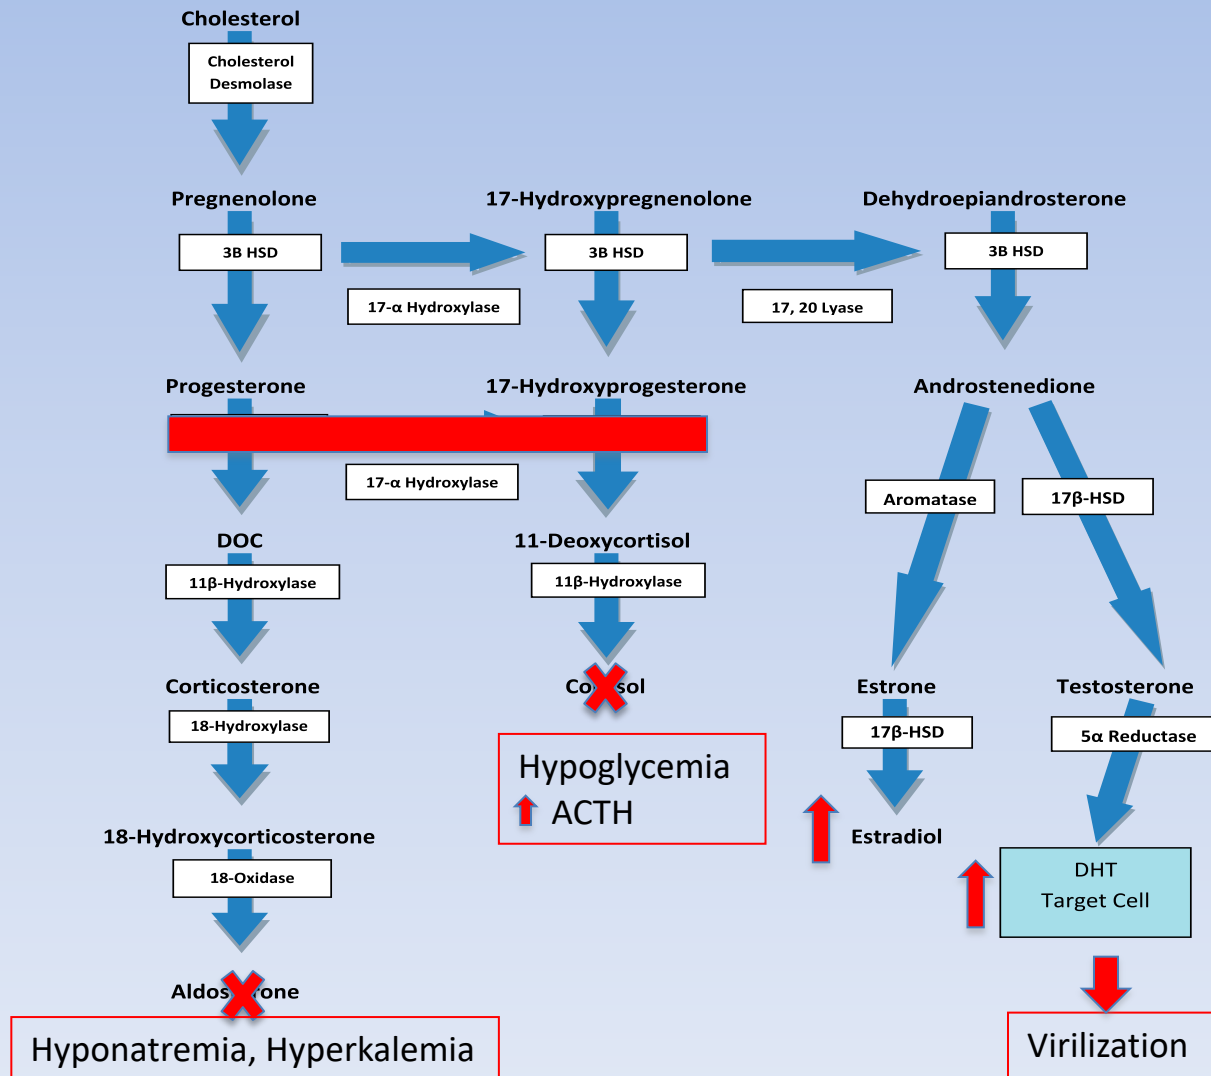 Cholesterol
Cholesterol
Desmolase
Pregnenolone
17-Hydroxypregnenolone
Dehydroepiandrosterone
3B HSD
3B HSD
3B HSD
17-α Hydroxylase
17, 20 Lyase
Progesterone
17-Hydroxyprogesterone
Androstenedione
17-α Hydroxylase
Aromatase
17β-HSD
DOC
11-Deoxycortisol
11β-Hydroxylase
11β-Hydroxylase
Corticosterone
Cortisol
Estrone
Testosterone
18-Hydroxylase
17β-HSD
5α Reductase
Hypoglycemia
ACTH
18-Hydroxycorticosterone
Estradiol
18-Oxidase
DHT
Target Cell
Aldosterone
Hyponatremia, Hyperkalemia
Virilization